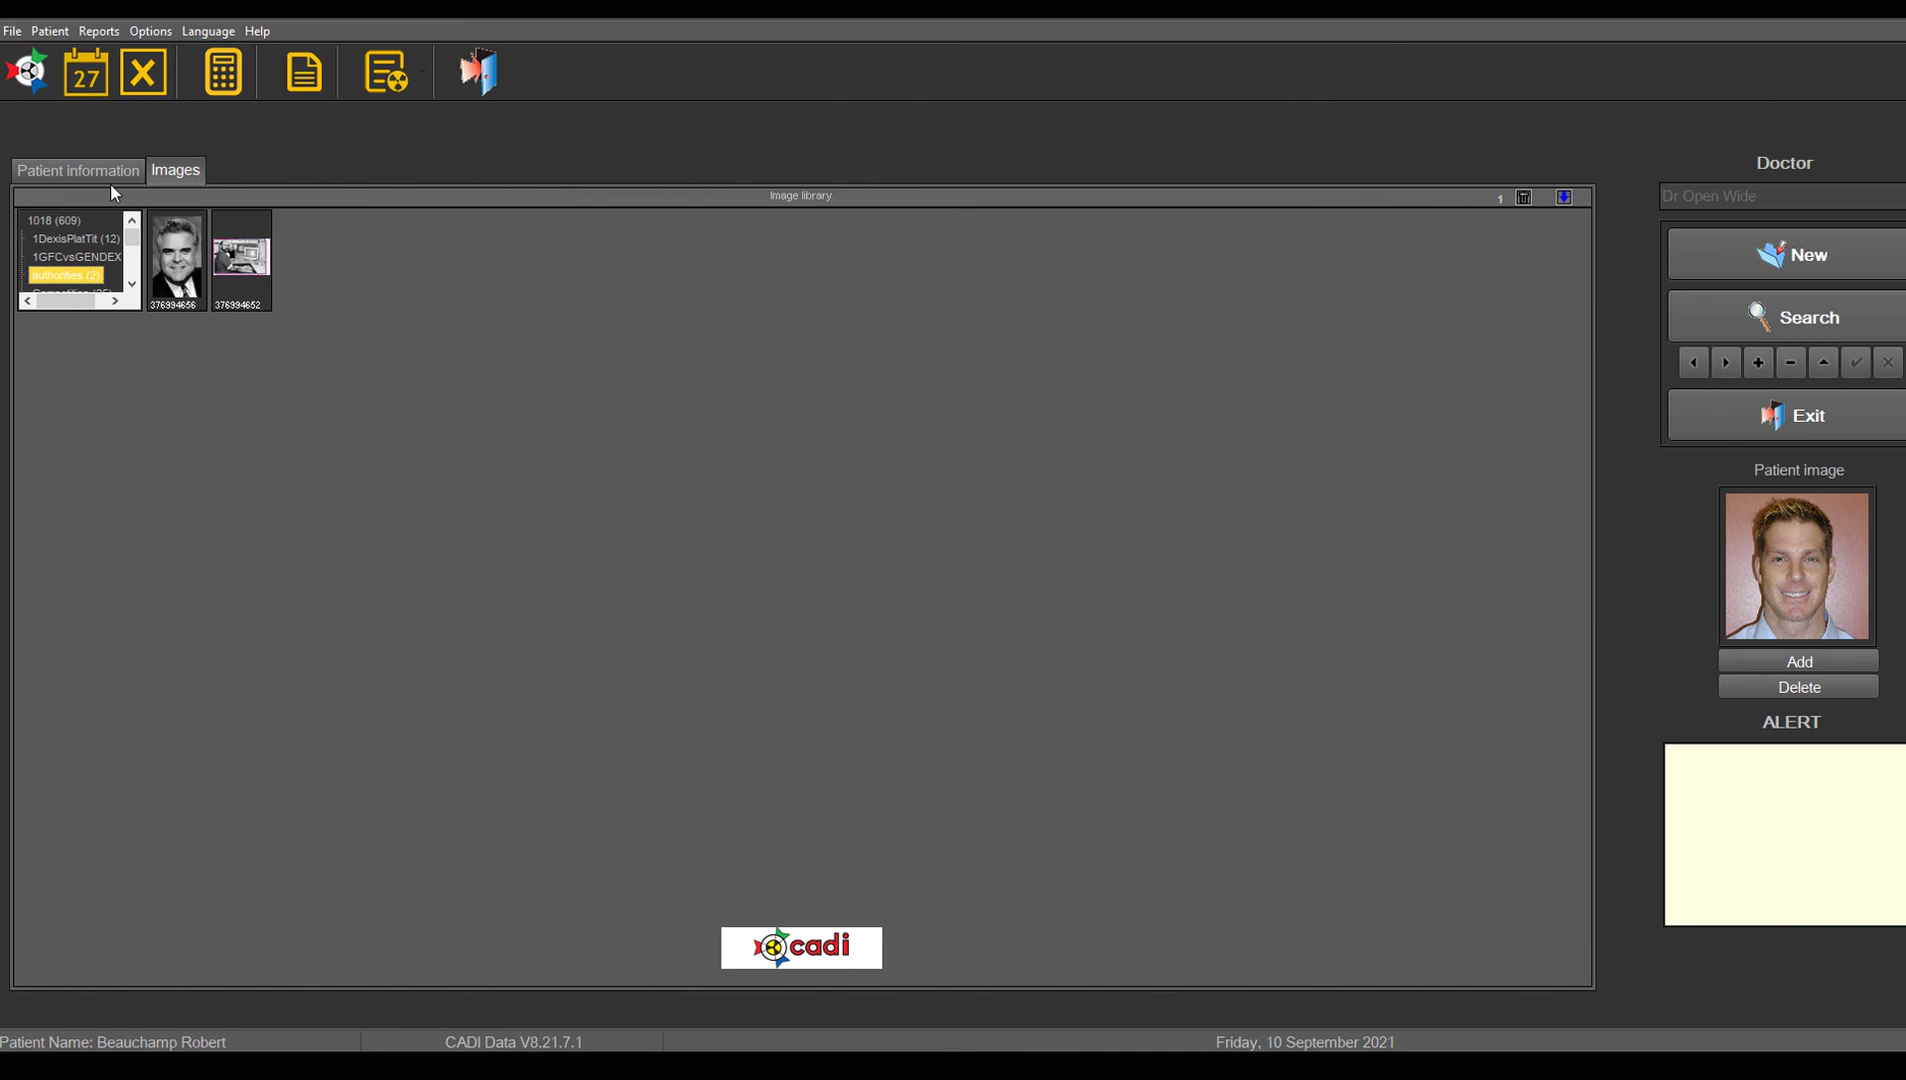 File Patient Reports Options Language Help
27
Patient information Images
Image library
1
1018 (609)
1DexisPlatTit (12)
1GFCvsGENDEX
authorities (2)
376994656
376994652
Doctor
Dr Open Wide
New
Search
Exit
Patient image
Add
Delete
ALERT
cadi
Patient Name: Beauchamp Robert
CADI Data V8.21.7.1
Friday, 10 September 2021